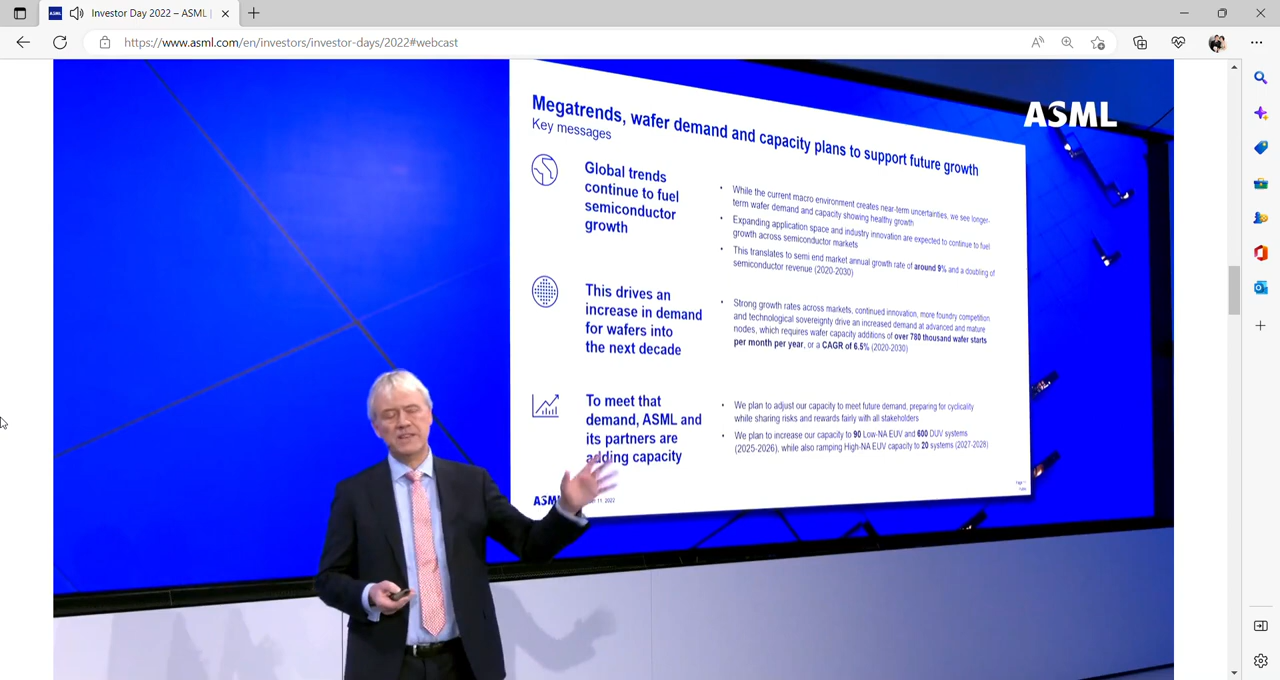 Investor Day 2022 – ASML |
https://www.asml.com/en/investors/investor-days/2022#webcast
ASML
Megatrends, wafer demand and capacity plans to support future growth
Key messages
Global trends
continue to fuel
semiconductor
growth
• While the current macro environment creates near-term uncertainties, we see longer-
term wafer demand and capacity showing healthy growth
• Expanding application space and industry innovation are expected to continue to fuel
growth across semiconductor markets
• This translates to semi end market annual growth rate of around 9% and a doubling of
semiconductor revenue (2020-2030)
This drives an
increase in demand
for wafers into
the next decade
• Strong growth rates across markets, continued innovation, more foundry competition
and technological sovereignty drive an increased demand at advanced and mature
nodes, which requires wafer capacity additions of over 780 thousand wafer starts
per month per year, or a CAGR of 6.5% (2020-2030)
To meet that
demand, ASML and
its partners are
adding capacity
• We plan to adjust our capacity to meet future demand, preparing for cyclicality
while sharing risks and rewards fairly with all stakeholders
• We plan to increase our capacity to 90 Low-NA EUV and 600 DUV systems
(2025-2026), while also ramping High-NA EUV capacity to 20 systems (2027-2028)
ASML
11, 2022